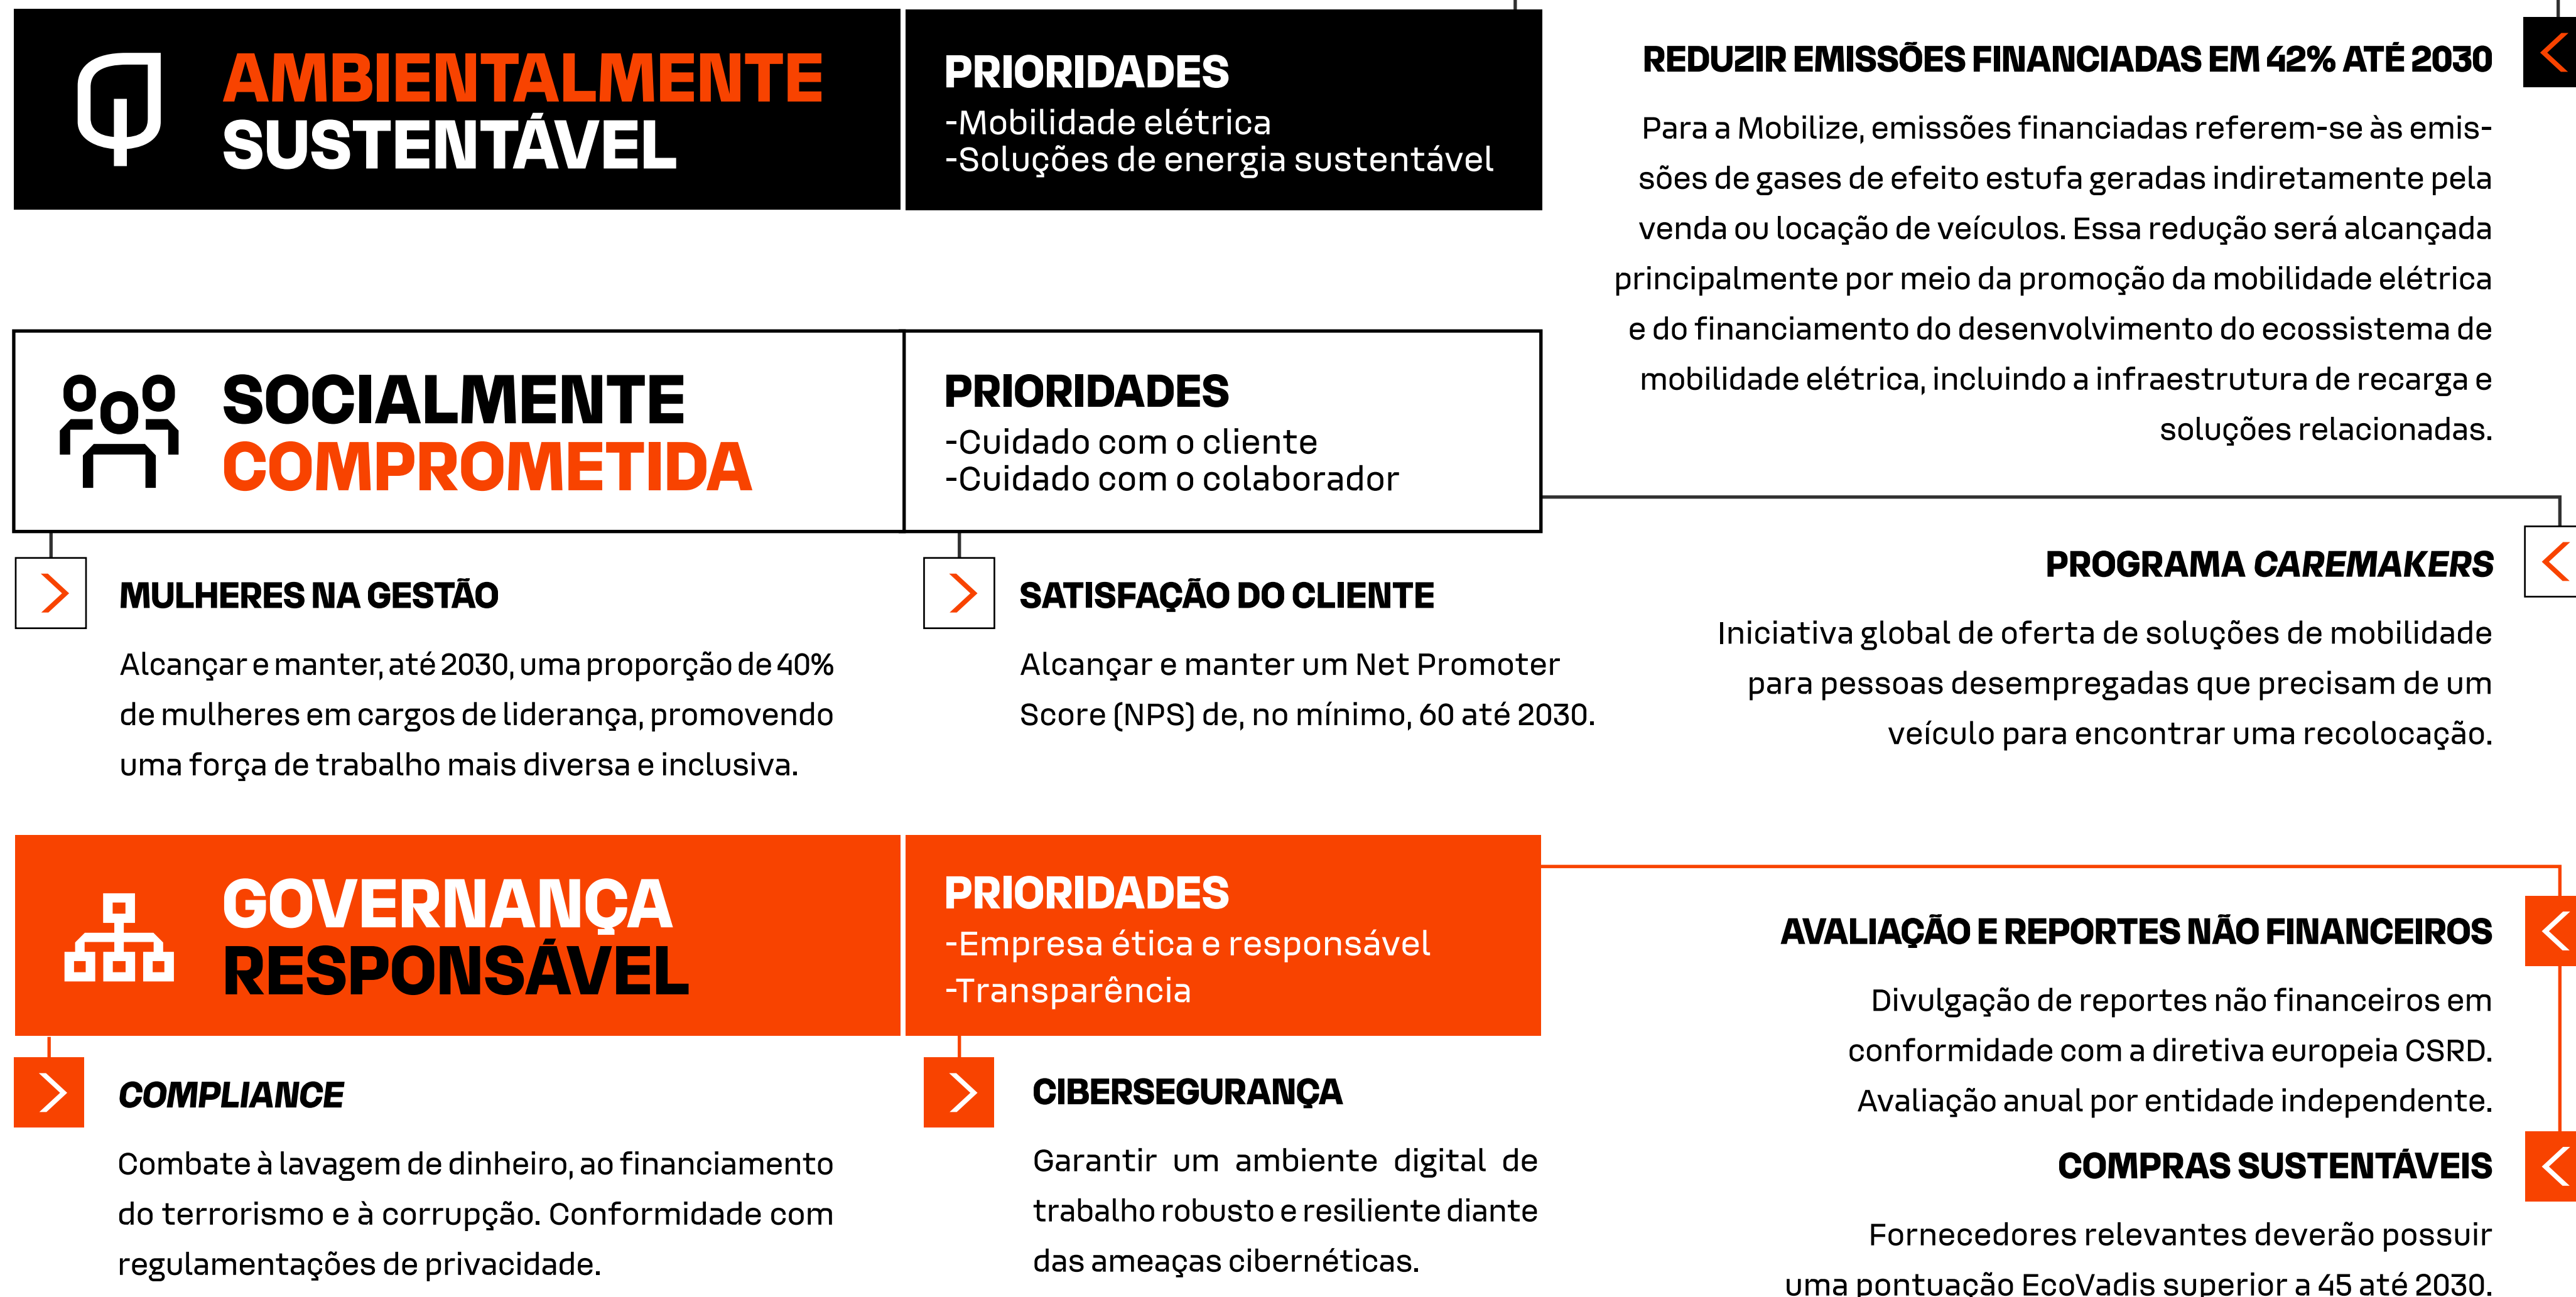 AMBIENTALMENTE
SUSTENTÁVEL
PRIORIDADES
-Mobilidade elétrica
-Soluções de energia sustentável
REDUZIR EMISSÕES FINANCIADAS EM 42% ATÉ 2030
Para a Mobilize, emissões financiadas referem-se às emis-
sões de gases de efeito estufa geradas indiretamente pela
venda ou locação de veículos. Essa redução será alcançada
principalmente por meio da promoção da mobilidade elétrica
e do financiamento do desenvolvimento do ecossistema de
mobilidade elétrica, incluindo a infraestrutura de recarga e
soluções relacionadas.
SOCIALMENTE
COMPROMETIDA
PRIORIDADES
-Cuidado com o cliente
-Cuidado com o colaborador
MULHERES NA GESTÃO
Alcançar e manter, até 2030, uma proporção de 40%
de mulheres em cargos de liderança, promovendo
uma força de trabalho mais diversa e inclusiva.
SATISFAÇÃO DO CLIENTE
Alcançar e manter um Net Promoter
Score (NPS) de, no mínimo, 60 até 2030.
PROGRAMA CAREMAKERS
Iniciativa global de oferta de soluções de mobilidade
para pessoas desempregadas que precisam de um
veículo para encontrar uma recolocação.
GOVERNANÇA
RESPONSÁVEL
PRIORIDADES
-Empresa ética e responsável
-Transparência
COMPLIANCE
Combate à lavagem de dinheiro, ao financiamento
do terrorismo e à corrupção. Conformidade com
regulamentações de privacidade.
CIBERSEGURANÇA
Garantir um ambiente digital de
trabalho robusto e resiliente diante
das ameaças cibernéticas.
AVALIAÇÃO E REPORTES NÃO FINANCEIROS
Divulgação de reportes não financeiros em
conformidade com a diretiva europeia CSRD.
Avaliação anual por entidade independente.
COMPRAS SUSTENTÁVEIS
Fornecedores relevantes deverão possuir
uma pontuação EcoVadis superior a 45 até 2030.